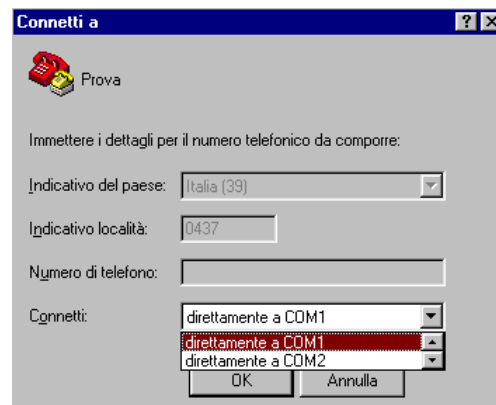 Connetti a
Prova
Immettere i dettagli per il numero telefonico da comporre:
Indicativo del paese: Italia (39)
Indicativo località: 0437
Numero di telefono:
Connetti: direttamente a COM1
direttamente a COM1
direttamente a COM2
OK Annulla